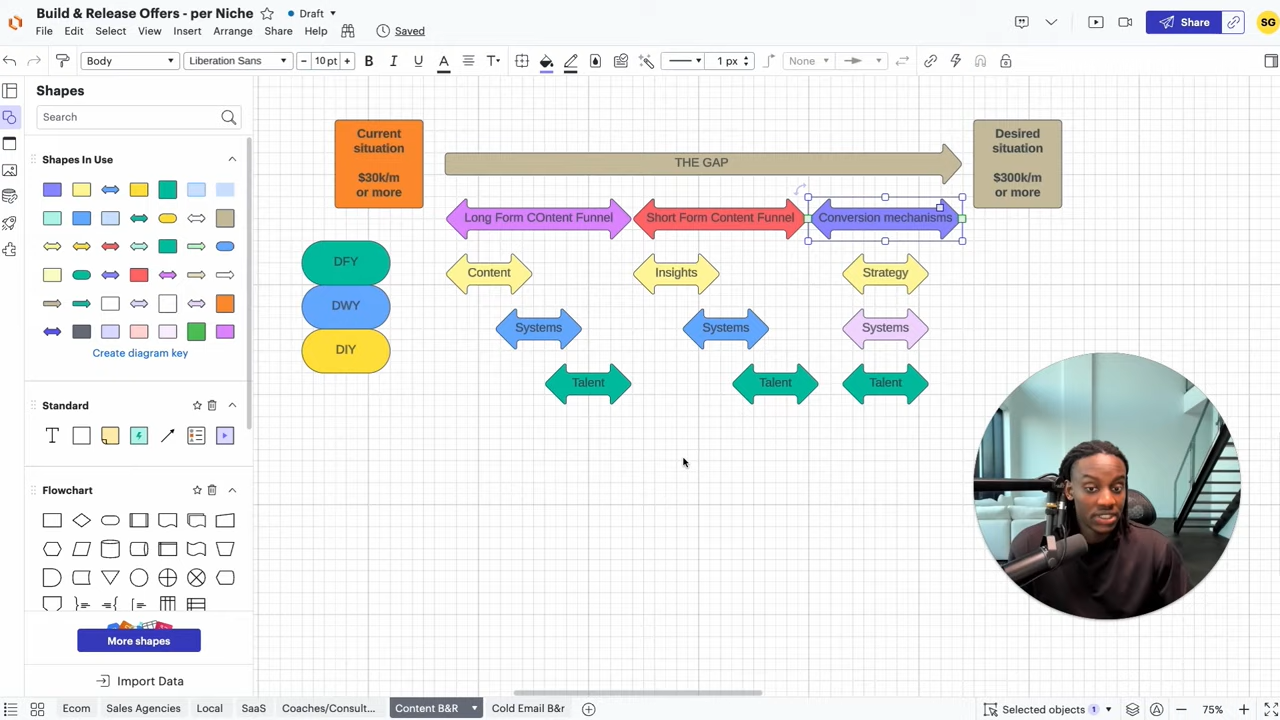 Build & Release Offers - per Niche
Draft
File Edit Select View Insert Arrange Share Help Saved
Share
SG
Body Liberation Sans - 10 pt + B I U A T 1 px None
Shapes
Search
Shapes In Use
Create diagram key
Standard
T
Flowchart
More shapes
Import Data
Current
situation
$30k/m
or more
THE GAP
Desired
situation
$300k/m
or more
Long Form COntent Funnel
Short Form Content Funnel
Conversion mechanisms
DFY
DWY
DIY
Content
Insights
Strategy
Systems
Systems
Systems
Talent
Talent
Talent
Ecom Sales Agencies Local SaaS Coaches/Consult... Content B&R Cold Email B&r
Selected objects 1
75%